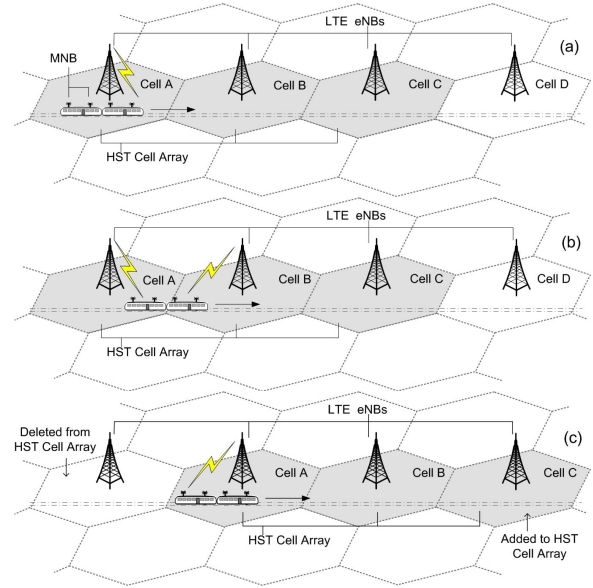 LTE eNBs
(a)
MNB
Cell A
Cell B
Cell C
Cell D
HST Cell Array
LTE eNBs
(b)
Cell A
Cell B
Cell C
Cell D
HST Cell Array
LTE eNBs
(c)
Deleted from
HST Cell Array
Cell A
Cell B
Cell C
HST Cell Array
Added to HST
Cell Array